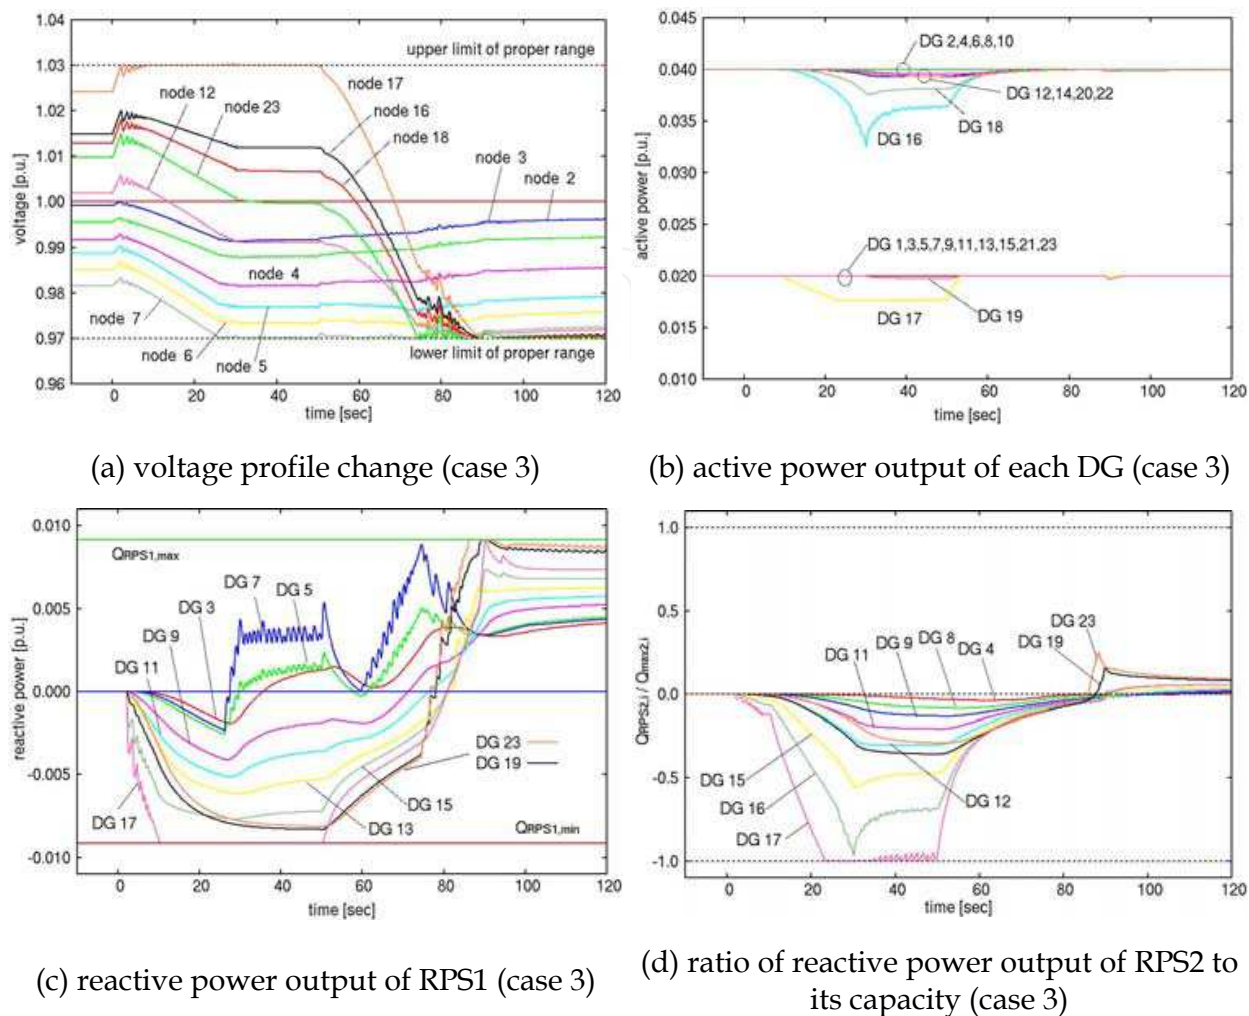 1.04
1.03
1.02
1.01
1.00
0.99
0.98
0.97
0.96
voltage [p.u.]
upper limit of proper range
node 17
node 12
node 23
node 16
node 18
node 3
node 2
node 4
node 7
node 6
node 5
lower limit of proper range
0 20 40 60 80 100 120
time [sec]
(a) voltage profile change (case 3)
0.045
0.040
0.035
0.030
0.025
0.020
0.015
0.010
active power [p.u.]
DG 2,4,6,8,10
DG 12,14,20,22
DG 18
DG 16
DG 1,3,5,7,9,11,13,15,21,23
DG 17
DG 19
0 20 40 60 80 100 120
time [sec]
(b) active power output of each DG (case 3)
0.010
0.005
0.000
-0.005
-0.010
reactive power [p.u.]
QRPS1,max
DG 7
DG 5
DG 3
DG 9
DG 11
DG 23
DG 19
DG 15
DG 13
DG 17
QRPS1,min
0 20 40 60 80 100 120
time [sec]
(c) reactive power output of RPS1 (case 3)
1.0
0.5
0.0
-0.5
-1.0
QRPS2,i / Qmax2,i
DG 23
DG 19
DG 8
DG 9
DG 4
DG 11
DG 15
DG 16
DG 12
DG 17
0 20 40 60 80 100 120
time [sec]
(d) ratio of reactive power output of RPS2 to
its capacity (case 3)